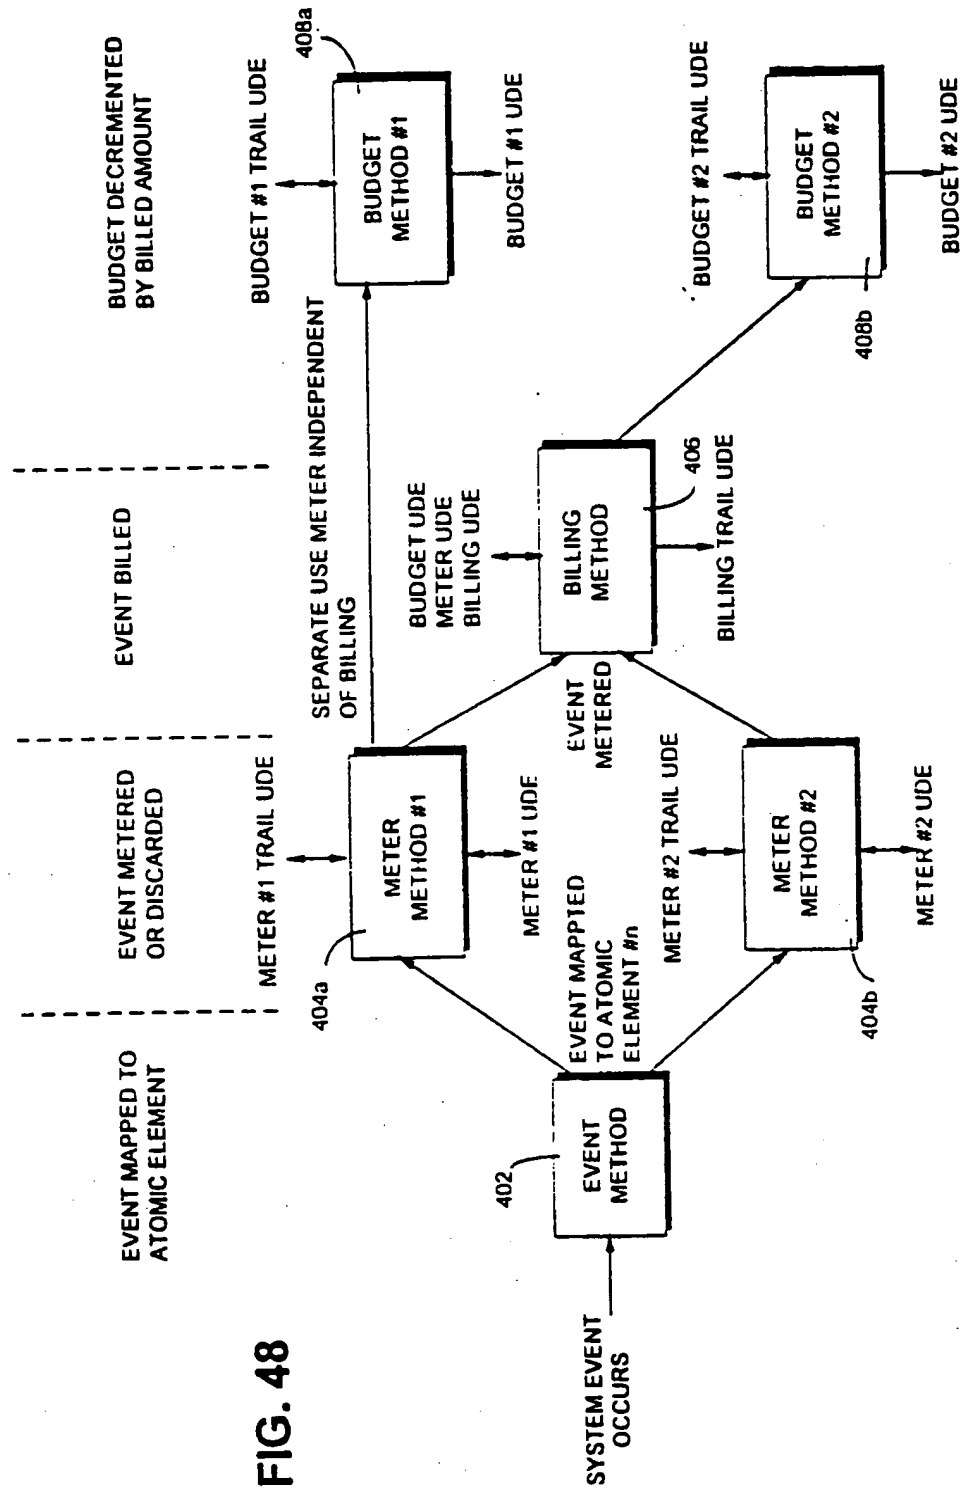 FIG. 48
EVENT MAPPED TO
ATOMIC ELEMENT
EVENT METERED
OR DISCARDED
EVENT BILLED
BUDGET DECREMENTED
BY BILLED AMOUNT
SYSTEM EVENT
OCCURS
402
EVENT
METHOD
EVENT MAPPTED
TO ATOMIC
ELEMENT #n
METER #1 TRAIL UDE
404a
METER
METHOD #1
METER #1 UDE
METER #2 TRAIL UDE
METER
METHOD #2
404b
METER #2 UDE
SEPARATE USE METER INDEPENDENT
OF BILLING
EVENT
METERED
BUDGET UDE
METER UDE
BILLING UDE
BILLING
METHOD
406
BILLING TRAIL UDE
BUDGET #1 TRAIL UDE
408a
BUDGET
METHOD #1
BUDGET #1 UDE
BUDGET #2 TRAIL UDE
BUDGET
METHOD #2
408b
BUDGET #2 UDE